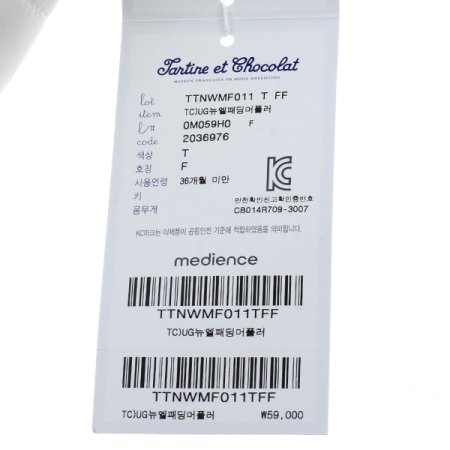 Tartine et Chocolat
MAISON FRANÇAISE DE MODE ENFANTINE
lot TTNWMF011 T FF
item TC)UG뉴엘패딩머플러
l/# 0M059H0 F
code 2036976
색상 T
호칭 F
사용연령 36개월 미만
키
몸무게
안전확인신고확인증번호
CB014R709-3007
KC마크는 이제품이 공통안전 기준에 적합하였음을 의미합니다.
medience
TTNWMF011TFF
TC)UG뉴엘패딩머플러
TTNWMF011TFF
TC)UG뉴엘패딩머플러 ₩59,000